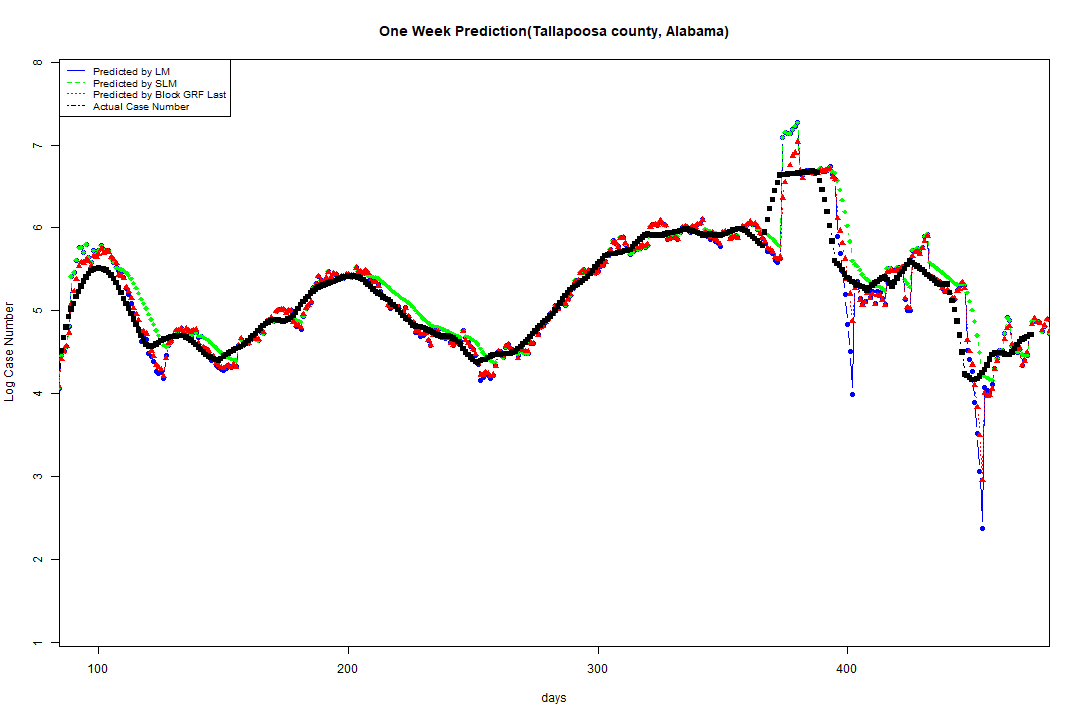 One Week Prediction(Tallapoosa county, Alabama)
Predicted by LM
Predicted by SLM
Predicted by Block GRF Last
Actual Case Number
8
7
6
5
4
3
2
1
Log Case Number
100 200 300 400
days